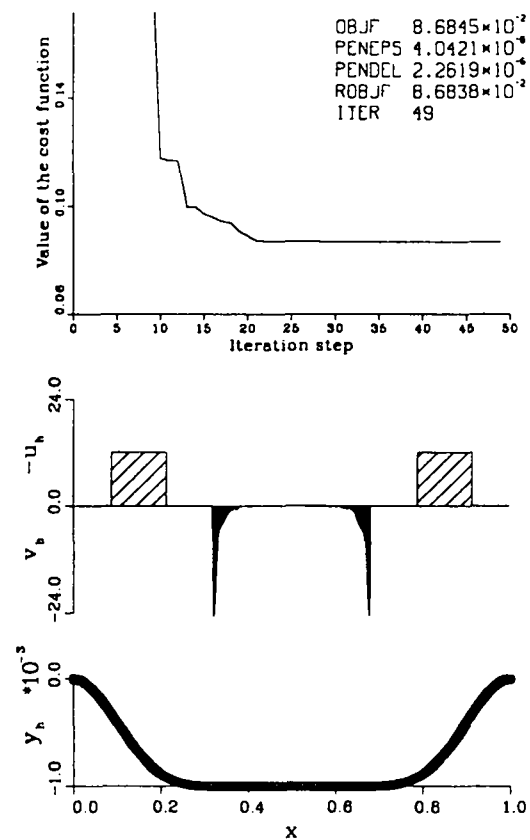 OBJF 8.6845×10⁻²
PENEPS 4.0421×10⁻⁸
PENDEL 2.2619×10⁻⁶
ROBJF 8.6838×10⁻²
ITER 49
Value of the cost function
0.14
0.10
0.06
0 5 10 15 20 25 30 35 40 45 50
Iteration step
-u_h
v_h
24.0
0.0
-24.0
y_h *10⁻³
0.0
-1.0
0.0 0.2 0.4 0.6 0.8 1.0
x